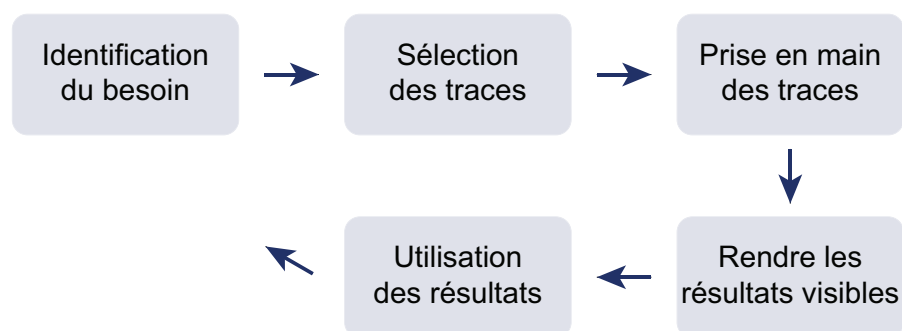 Identification
du besoin
Sélection
des traces
Prise en main
des traces
Rendre les
résultats visibles
Utilisation
des résultats